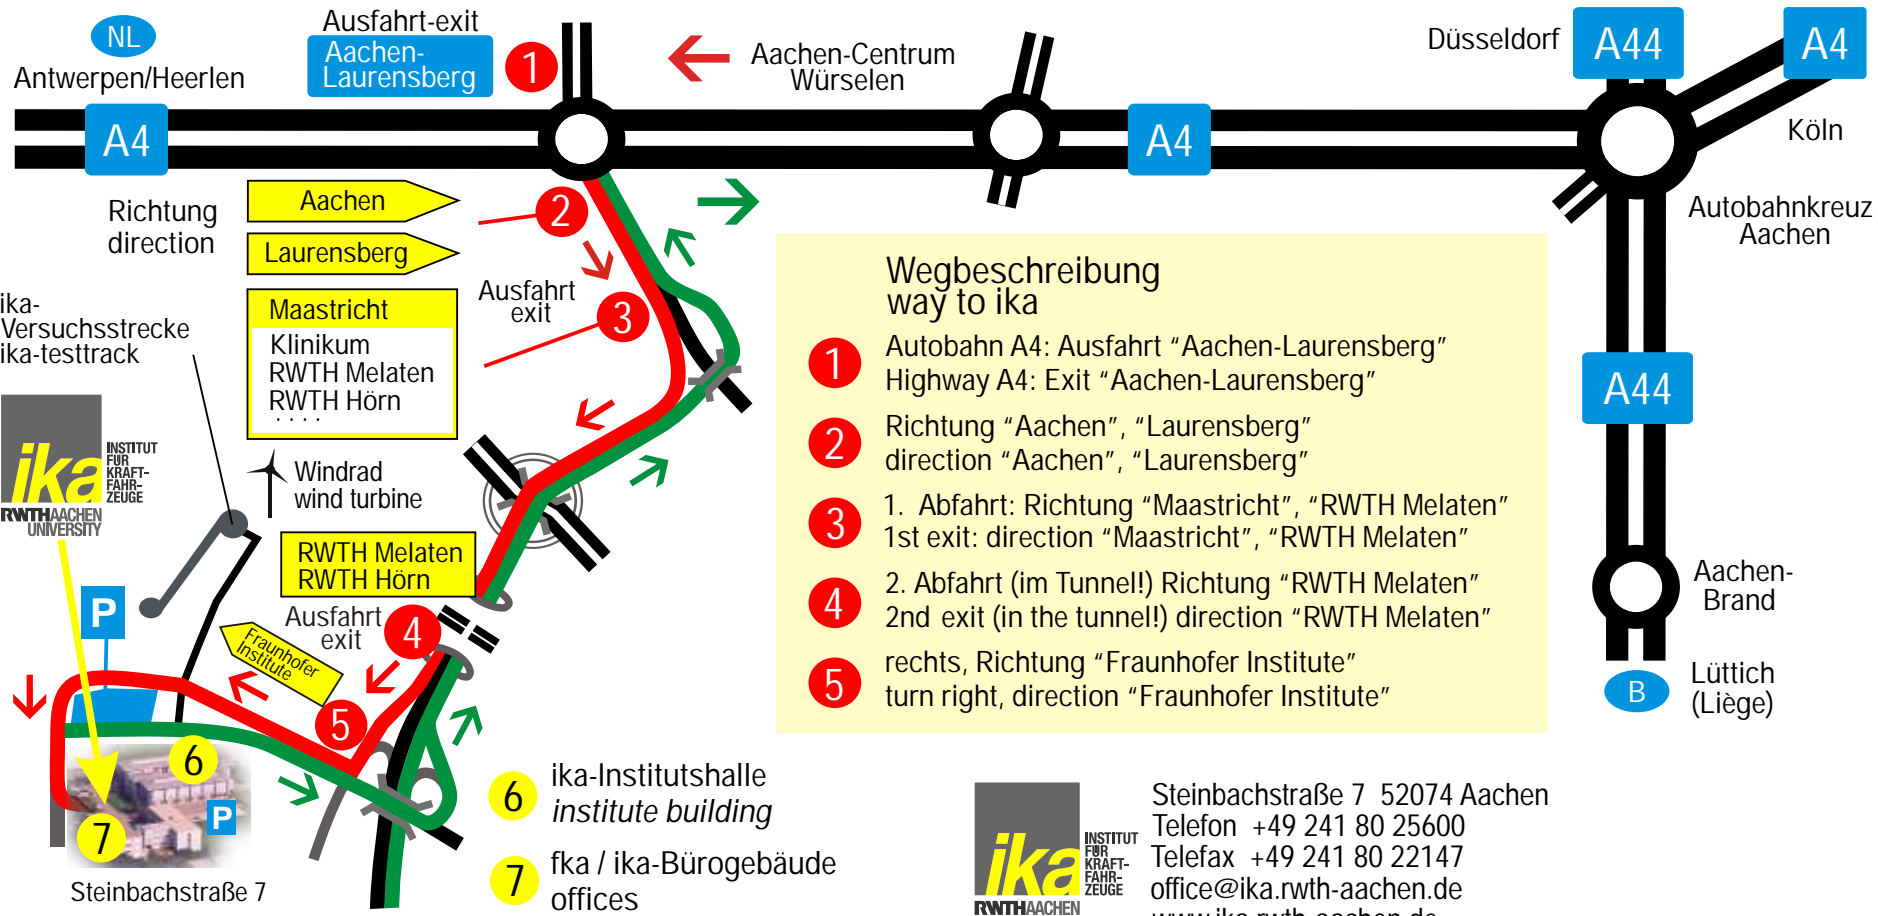 NL
Antwerpen/Heerlen
A4
Ausfahrt-exit
Aachen-
Laurensberg
1
Aachen-Centrum
Würselen
A4
Düsseldorf
A44
A4
Köln
Autobahnkreuz
Aachen
A44
Aachen-
Brand
B
Lüttich
(Liège)
Richtung
direction
Aachen
Laurensberg
2
Maastricht
Klinikum
RWTH Melaten
RWTH Hörn
. . . .
Ausfahrt
exit
3
ika-
Versuchsstrecke
ika-testtrack
ika
INSTITUT
FÜR
KRAFT-
FAHR-
ZEUGE
RWTHAACHEN
UNIVERSITY
Windrad
wind turbine
RWTH Melaten
RWTH Hörn
Ausfahrt
exit
4
P
Fraunhofer
Institute
5
6
7
P
Steinbachstraße 7
6
ika-Institutshalle
institute building
7
fka / ika-Bürogebäude
offices
Wegbeschreibung
way to ika
1
Autobahn A4: Ausfahrt “Aachen-Laurensberg”
Highway A4: Exit “Aachen-Laurensberg”
2
Richtung “Aachen”, “Laurensberg”
direction “Aachen”, “Laurensberg”
3
1. Abfahrt: Richtung “Maastricht”, “RWTH Melaten”
1st exit: direction “Maastricht”, “RWTH Melaten”
4
2. Abfahrt (im Tunnel!) Richtung “RWTH Melaten”
2nd exit (in the tunnel!) direction “RWTH Melaten”
5
rechts, Richtung “Fraunhofer Institute”
turn right, direction “Fraunhofer Institute”
ika
INSTITUT
FÜR
KRAFT-
FAHR-
ZEUGE
RWTHAACHEN
Steinbachstraße 7 52074 Aachen
Telefon +49 241 80 25600
Telefax +49 241 80 22147
office@ika.rwth-aachen.de
www.ika.rwth-aachen.de